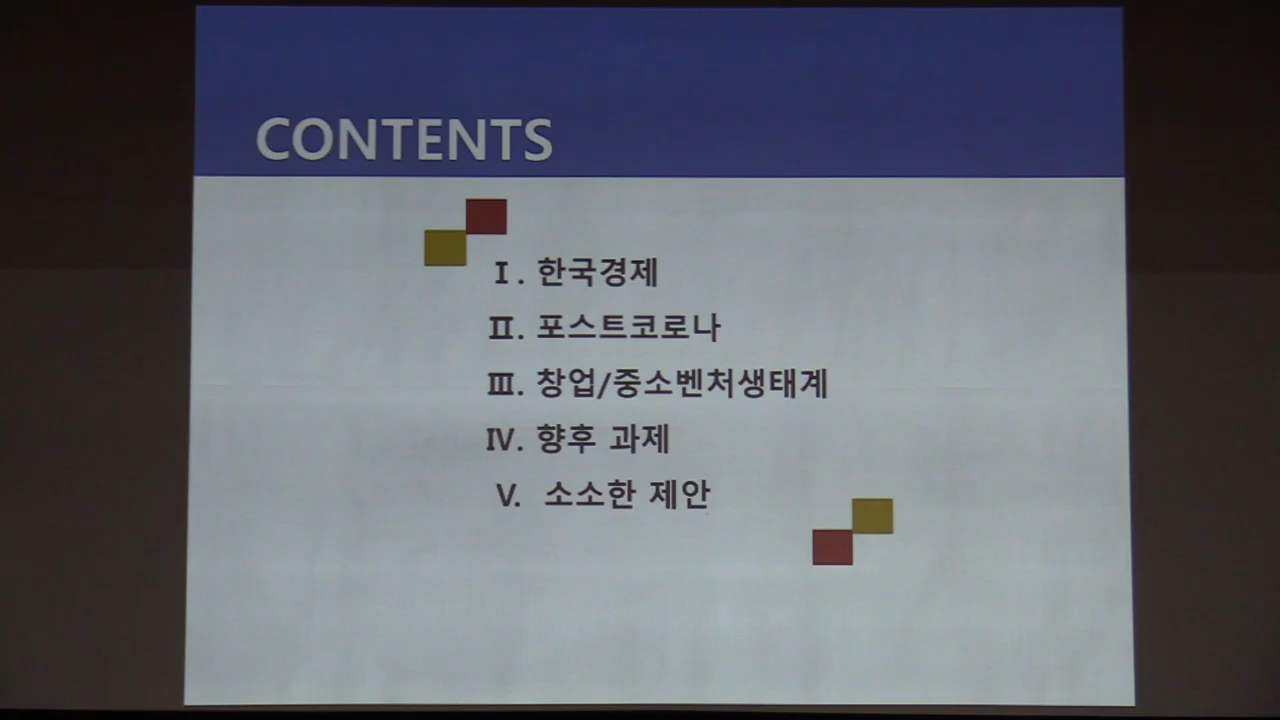 CONTENTS
Ⅰ. 한국경제
Ⅱ. 포스트코로나
Ⅲ. 창업/중소벤처생태계
Ⅳ. 향후 과제
Ⅴ. 소소한 제안